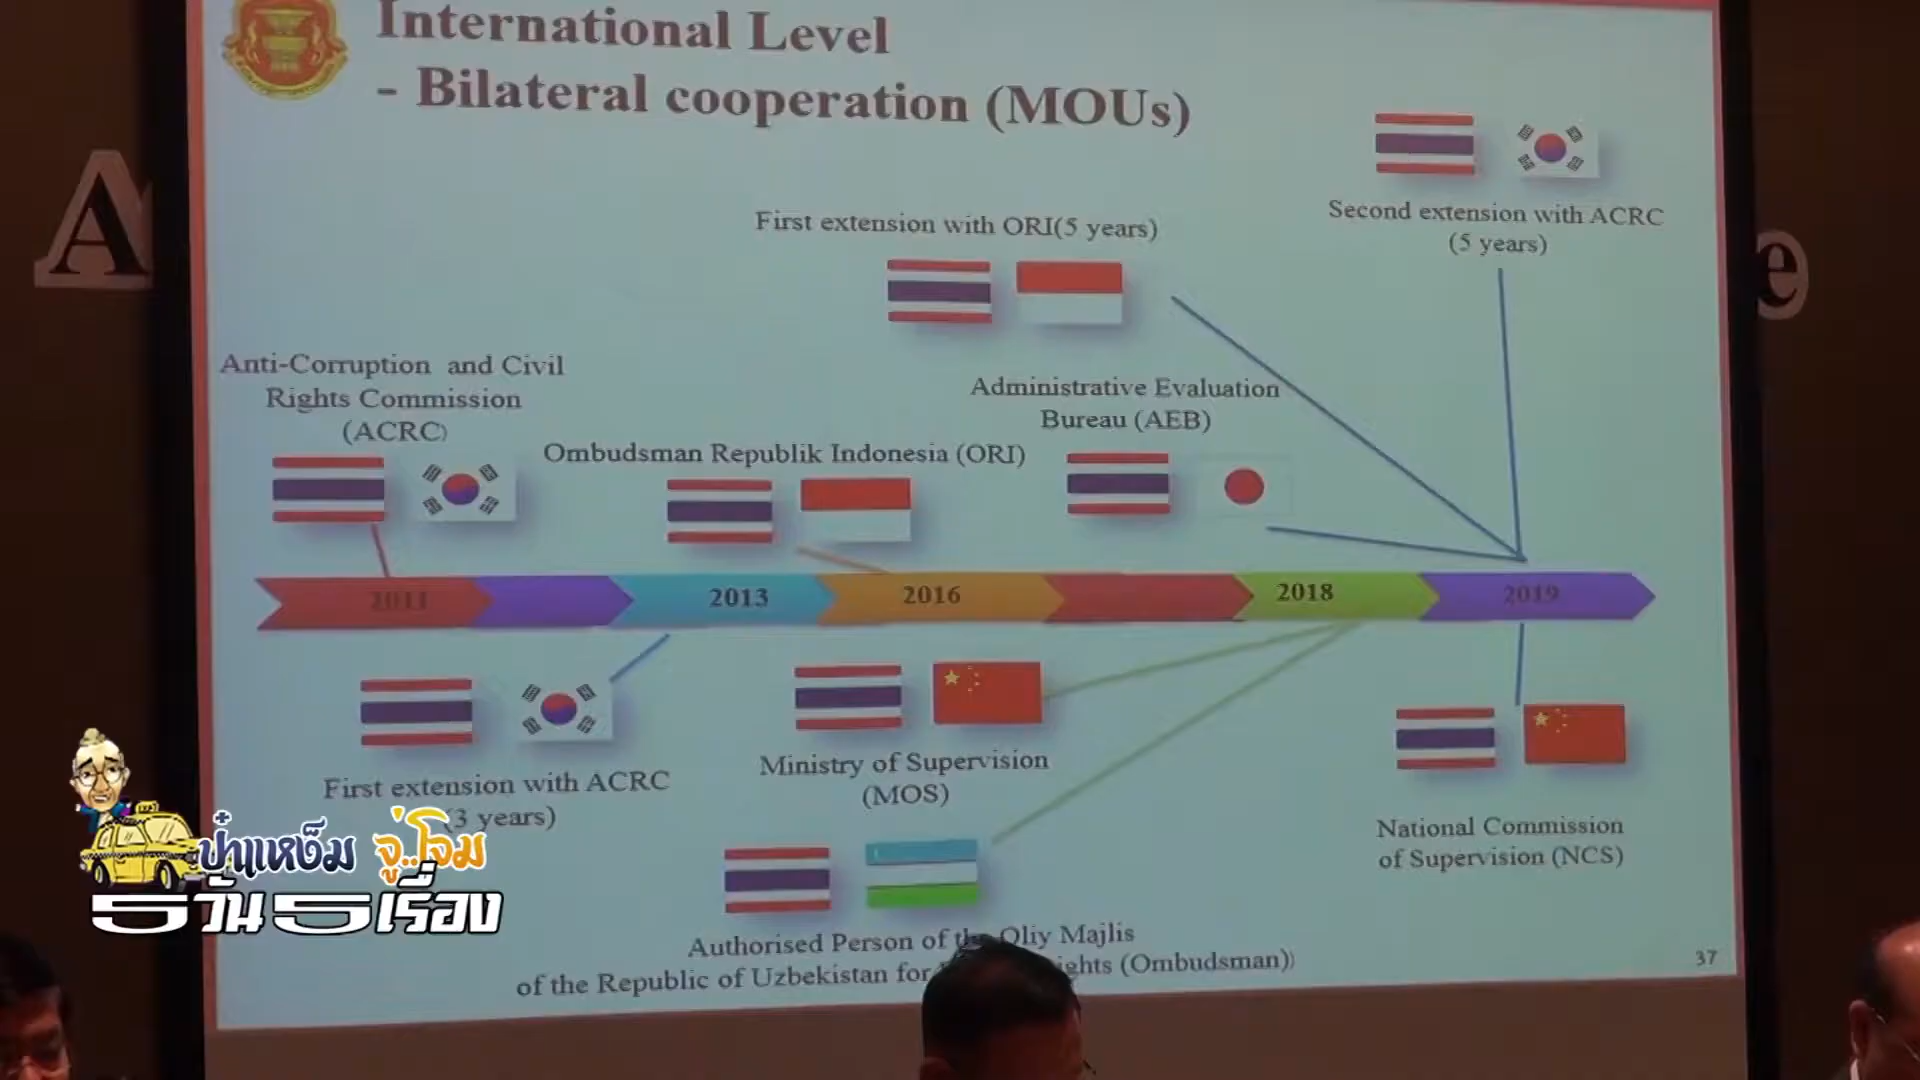 International Level
- Bilateral cooperation (MOUs)
Second extension with ACRC
(5 years)
First extension with ORI(5 years)
Anti-Corruption and Civil
Rights Commission
(ACRC)
Administrative Evaluation
Bureau (AEB)
Ombudsman Republik Indonesia (ORI)
2011
2013
2016
2018
2019
First extension with ACRC
(3 years)
Ministry of Supervision
(MOS)
National Commission
of Supervision (NCS)
Authorised Person of the Oliy Majlis
of the Republic of Uzbekistan for ights (Ombudsman))
37
A
e
ป๋าแหง็ม จู่..โจม
5 วัน 5 เรื่อง